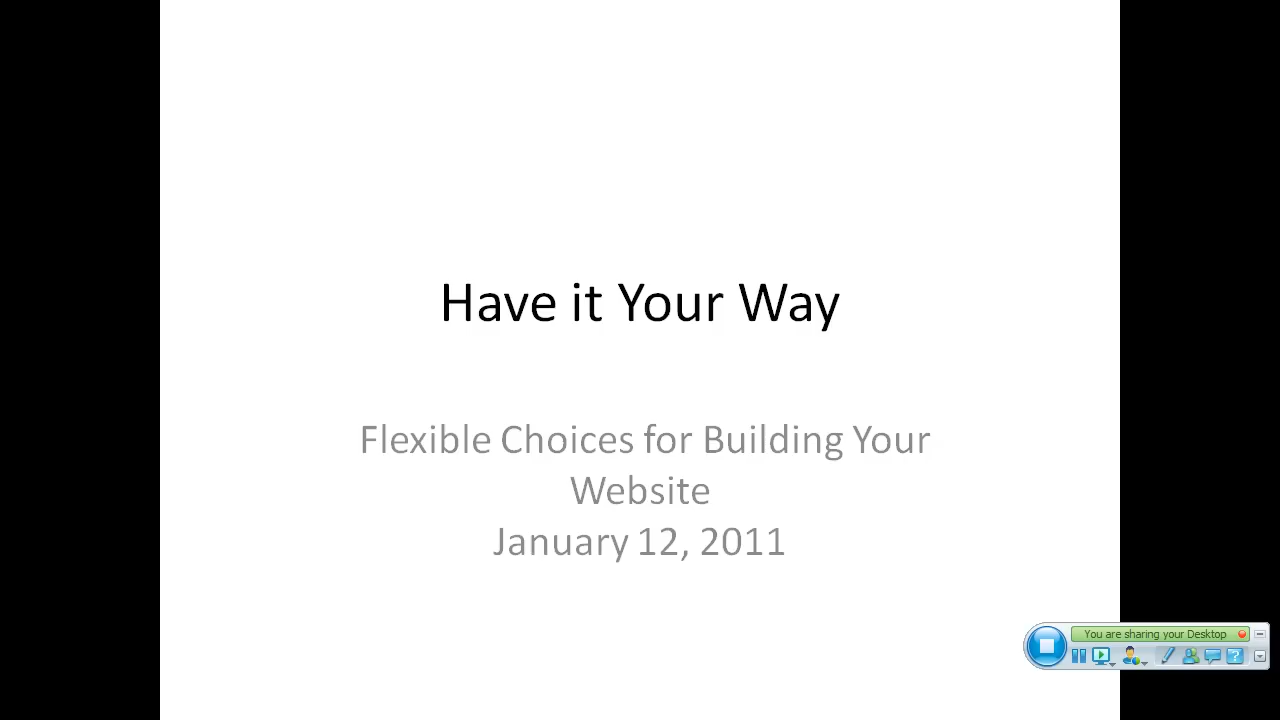 Have it Your Way
Flexible Choices for Building Your
Website
January 12, 2011
You are sharing your Desktop
?